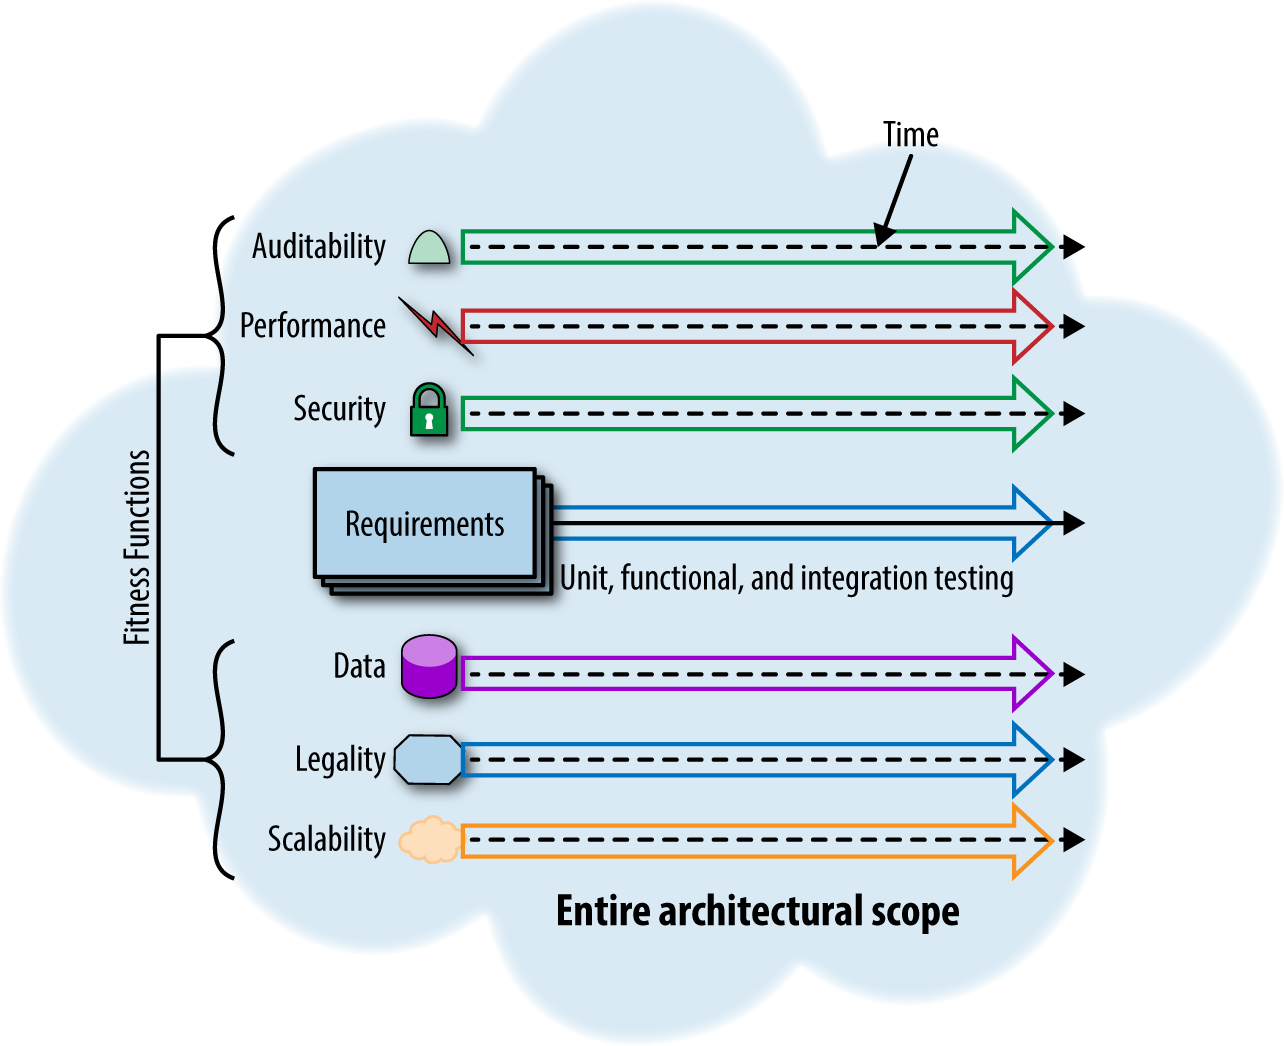 Time
Auditability
Performance
Security
Fitness Functions
Requirements
Unit, functional, and integration testing
Data
Legality
Scalability
Entire architectural scope